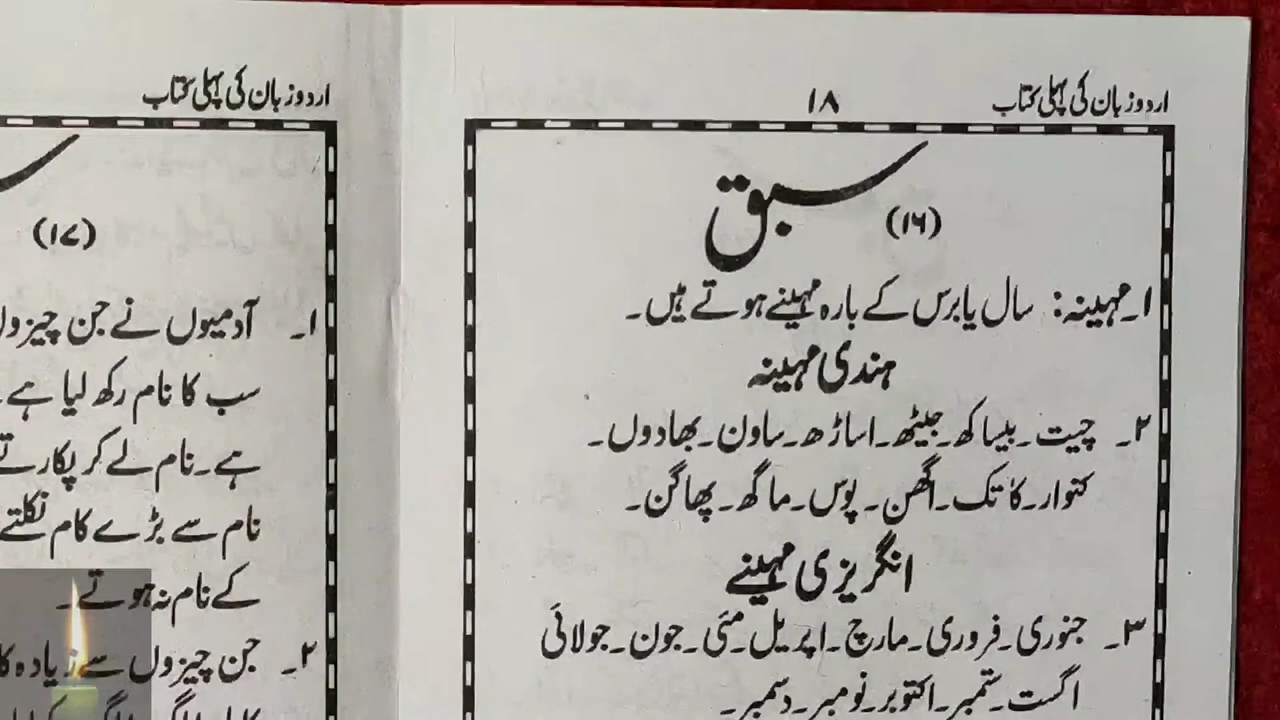 اردو زبان کی پہلی کتاب
۱۸
سبق
(۱۶)
۱۔ مہینہ: سال یا برس کے بارہ مہینے ہوتے ہیں۔
ہندی مہینہ
۲۔ چیت۔ بیساکھ۔ جیٹھ۔ اساڑھ۔ ساون۔ بھادوں۔
کنوار۔ کاتک۔ اگھن۔ پوس۔ ماگھ۔ پھاگن۔
انگریزی مہینے
۳۔ جنوری۔ فروری۔ مارچ۔ اپریل۔ مئی۔ جون۔ جولائی
اگست۔ ستمبر۔ اکتوبر۔ نومبر۔ دسمبر۔
اردو زبان کی پہلی کتاب
(۱۷)
۱۔ آدمیوں نے جن چیزوں
سب کا نام رکھ لیا ہے۔
ہے۔ نام لے کر پکارتے
نام سے بڑے کام نکلتے
کے نام نہ ہوتے۔
۲۔ جن چیزوں سے زیادہ کا